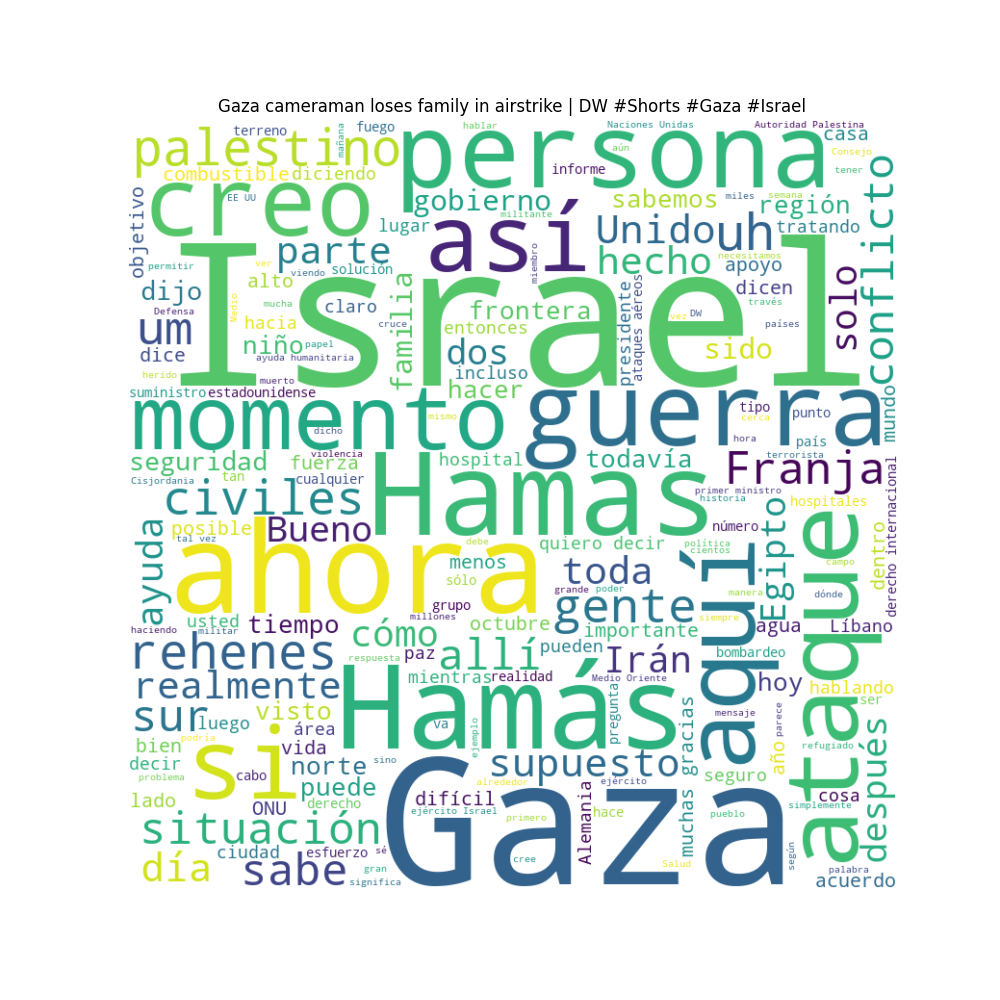 Gaza cameraman loses family in airstrike | DW #Shorts #Gaza #Israel
terreno
fuego
hablar
Naciones Unidas
Autoridad Palestina
palestino
mañana
persona
aún
casa
Consejo
combustible
diciendo
informe
tener
creo
EE UU
gobierno
sabemos
miles
semana
región
conflicto
objetivo
lugar
militante
así
Unido
uh
tratando
parte
hecho
necesitamos
apoyo
permitir
ver
viendo
solución
miembro
Israel
dijo
alto
familia
dicen
solo
Medio
mucha
claro
frontera
presidente
ataques aéreos
través
Defensa
um
hacia
cruce
entonces
vez
DW
países
niño
papel
dos
sido
dice
ayuda humanitaria
incluso
herido
muerto
hacer
mundo
suministro
estadounidense
momento
mismo
guerra
tipo
cerca
punto
dicho
hora
país
violencia
seguridad
fuerza
hospital
todavía
terrorista
Franja
tan
Cisjordania
cualquier
Hamas
primer ministro
historia
hospitales
derecho internacional
civiles
posible
Bueno
número
Egipto
ataque
dentro
tal vez
ahora
debe
quiero decir
política
cientos
ayuda
menos
toda
aquí
campo
sólo
grande
poder
manera
dónde
grupo
gente
usted
tiempo
millones
octubre
importante
siempre
agua
Líbano
haciendo
militar
cómo
rehenes
respuesta
paz
allí
pueden
Irán
bombardeo
realmente
mientras
realidad
Medio Oriente
hoy
hablando
Hamás
ser
sur
luego
visto
área
va
pregunta
muchas gracias
mensaje
parece
después
podría
bien
vida
ejemplo
refugiado
si
decir
norte
sino
supuesto
año
problema
cabo
puede
alrededor
ejército
seguro
cosa
lado
ONU
derecho
difícil
ejército Israel
Alemania
hace
simplemente
situación
Gaza
primero
pueblo
ciudad
esfuerzo
sé
cree
Salud
según
día
sabe
gran
significa
palabra
acuerdo